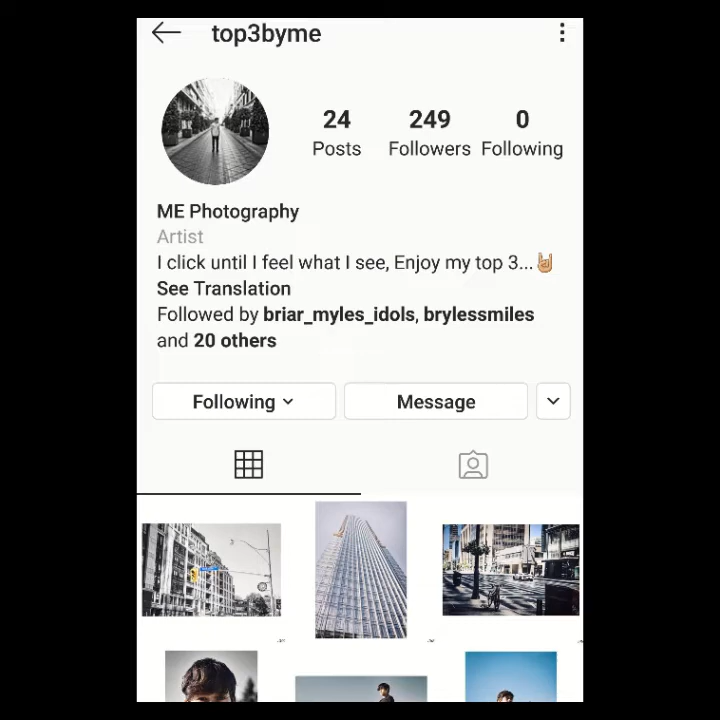 top3byme
24 249 0
Posts Followers Following
ME Photography
Artist
I click until I feel what I see, Enjoy my top 3...🤘🏼
See Translation
Followed by briar_myles_idols, brylessmiles
and 20 others
Following Message